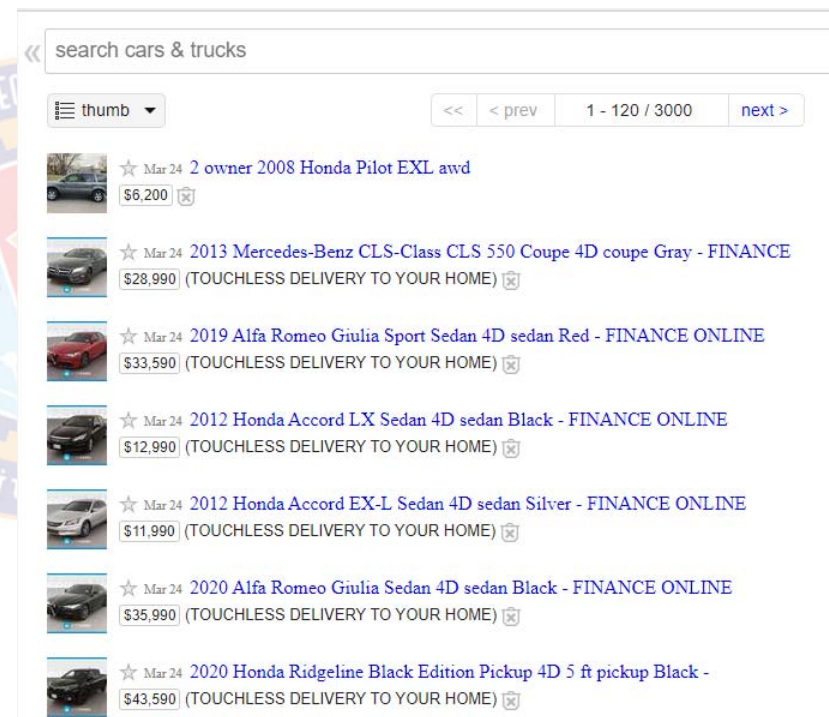 search cars & trucks
thumb
<< < prev 1 - 120 / 3000 next >
Mar 24 2 owner 2008 Honda Pilot EXL awd
$6,200
Mar 24 2013 Mercedes-Benz CLS-Class CLS 550 Coupe 4D coupe Gray - FINANCE
$28,990 (TOUCHLESS DELIVERY TO YOUR HOME)
Mar 24 2019 Alfa Romeo Giulia Sport Sedan 4D sedan Red - FINANCE ONLINE
$33,590 (TOUCHLESS DELIVERY TO YOUR HOME)
Mar 24 2012 Honda Accord LX Sedan 4D sedan Black - FINANCE ONLINE
$12,990 (TOUCHLESS DELIVERY TO YOUR HOME)
Mar 24 2012 Honda Accord EX-L Sedan 4D sedan Silver - FINANCE ONLINE
$11,990 (TOUCHLESS DELIVERY TO YOUR HOME)
Mar 24 2020 Alfa Romeo Giulia Sedan 4D sedan Black - FINANCE ONLINE
$35,990 (TOUCHLESS DELIVERY TO YOUR HOME)
Mar 24 2020 Honda Ridgeline Black Edition Pickup 4D 5 ft pickup Black -
$43,590 (TOUCHLESS DELIVERY TO YOUR HOME)